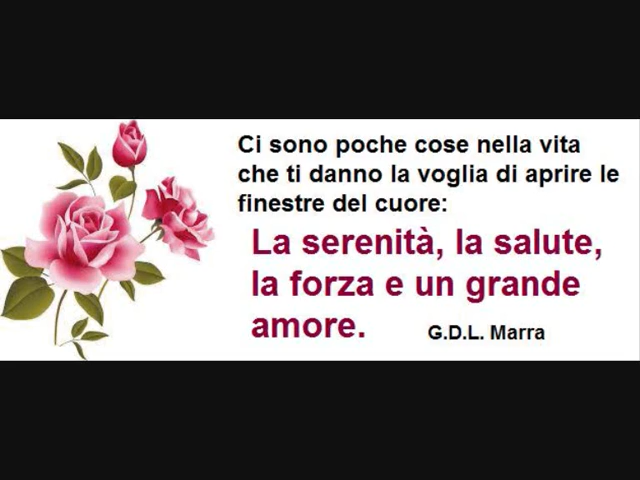 Ci sono poche cose nella vita
che ti danno la voglia di aprire le
finestre del cuore:
La serenità, la salute,
la forza e un grande
amore.
G.D.L. Marra